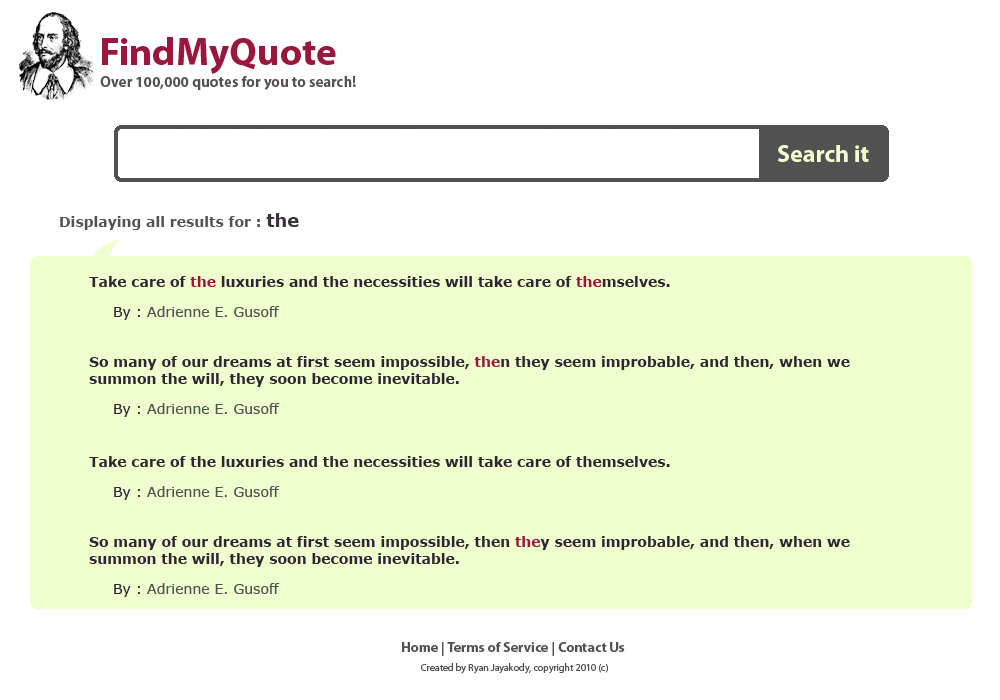 FindMyQuote
Over 100,000 quotes for you to search!
Search it
Displaying all results for : the
Take care of the luxuries and the necessities will take care of themselves.
By : Adrienne E. Gusoff
So many of our dreams at first seem impossible, then they seem improbable, and then, when we
summon the will, they soon become inevitable.
By : Adrienne E. Gusoff
Take care of the luxuries and the necessities will take care of themselves.
By : Adrienne E. Gusoff
So many of our dreams at first seem impossible, then they seem improbable, and then, when we
summon the will, they soon become inevitable.
By : Adrienne E. Gusoff
Home | Terms of Service | Contact Us
Created by Ryan Jayakody, copyright 2010 (c)